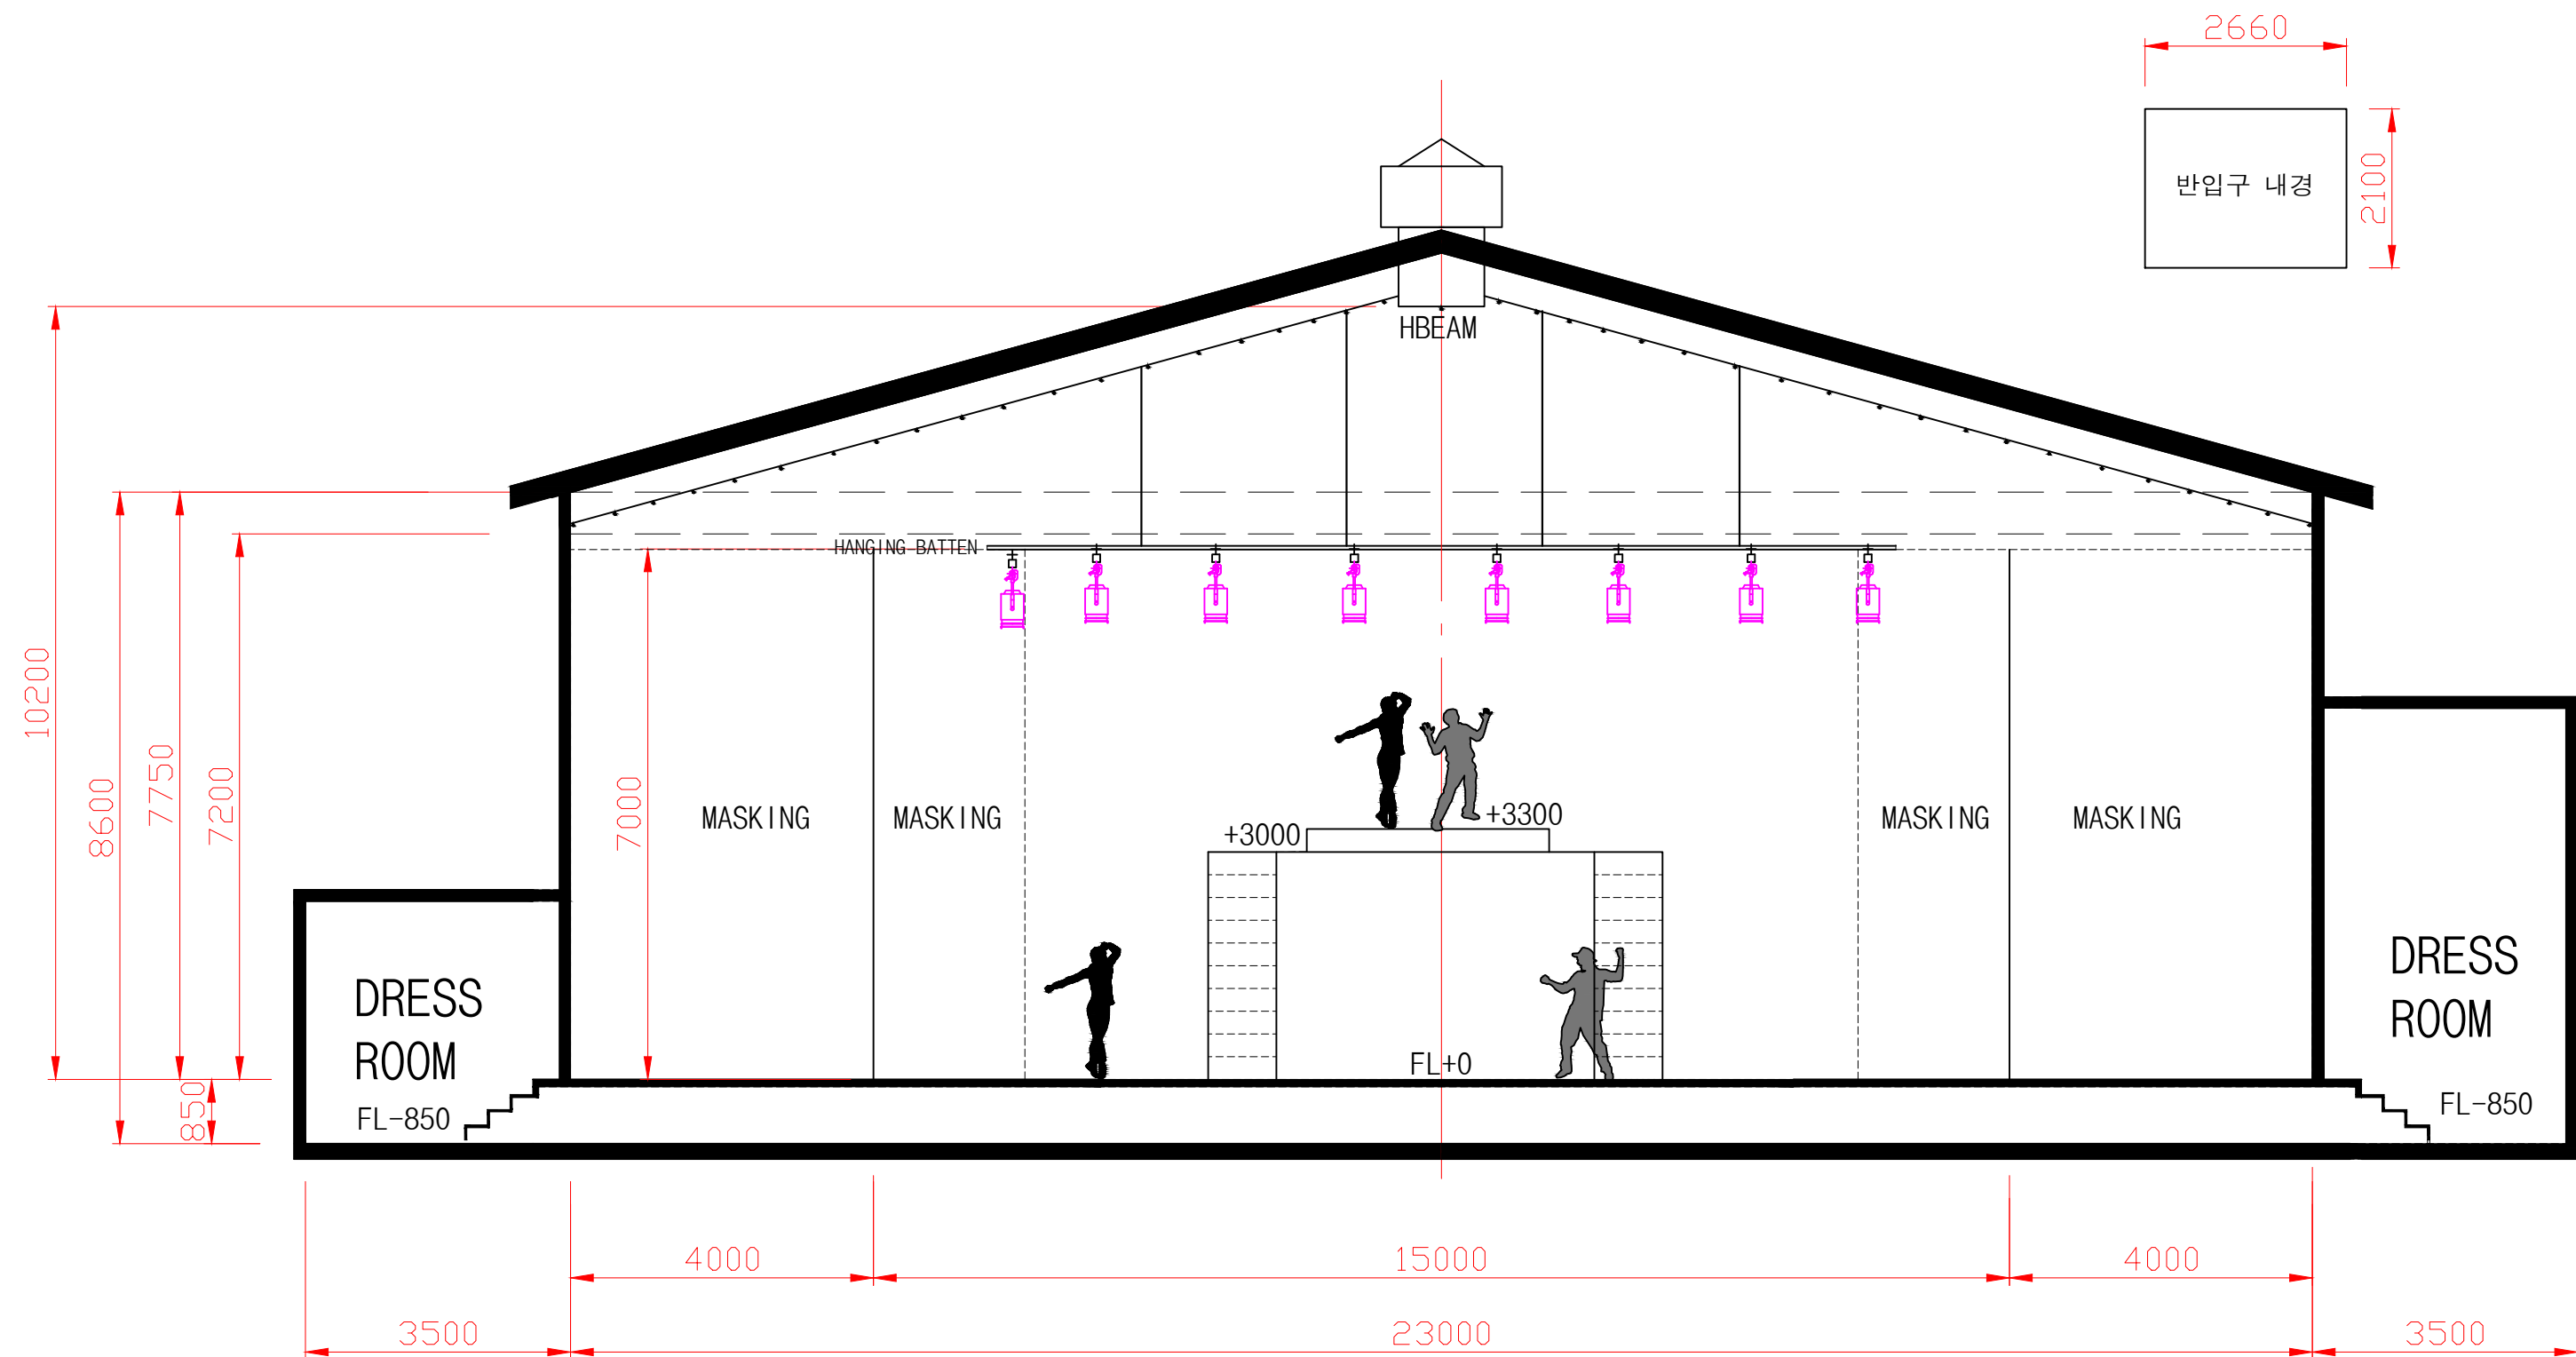 2660
반입구 내경
2100
HBEAM
HANGING BATTEN
10200
8600
7750
7200
7000
850
MASKING
MASKING
MASKING
MASKING
+3000
+3300
DRESS
ROOM
FL-850
FL+0
DRESS
ROOM
FL-850
4000
15000
4000
3500
23000
3500